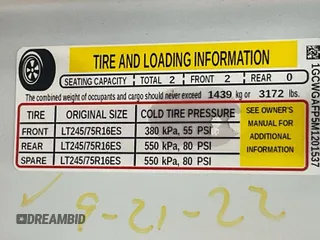 TIRE AND LOADING INFORMATION
SEATING CAPACITY TOTAL 2 FRONT 2 REAR 0
The combined weight of occupants and cargo should never exceed 1439 kg or 3172 lbs.
TIRE ORIGINAL SIZE COLD TIRE PRESSURE
FRONT LT245/75R16ES 380 kPa, 55 PSI
REAR LT245/75R16ES 550 kPa, 80 PSI
SPARE LT245/75R16ES 550 kPa, 80 PSI
SEE OWNER'S
MANUAL FOR
ADDITIONAL
INFORMATION
1GCWGAFP5M1201537
9-21-22
DREAMBID